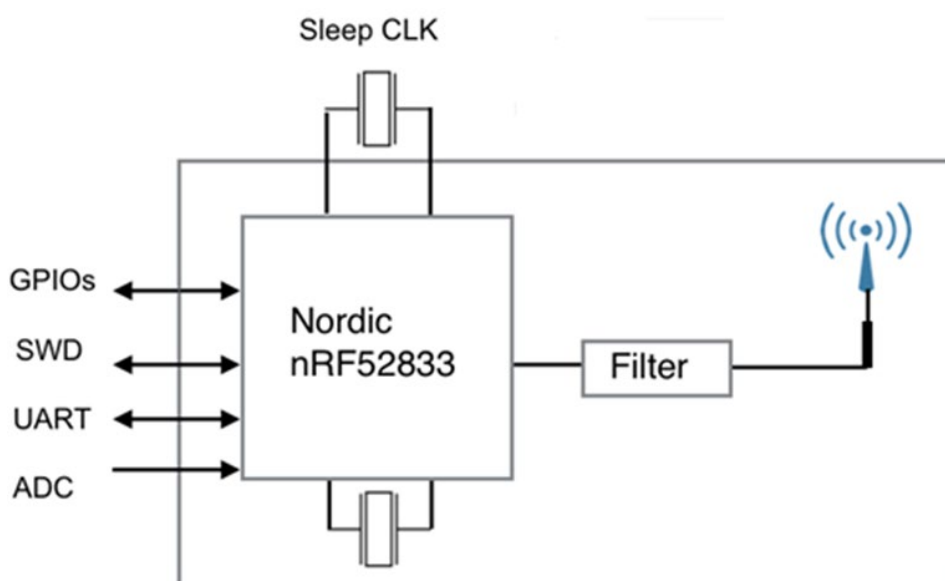 Sleep CLK
GPIOs
SWD
UART
ADC
Nordic
nRF52833
Filter